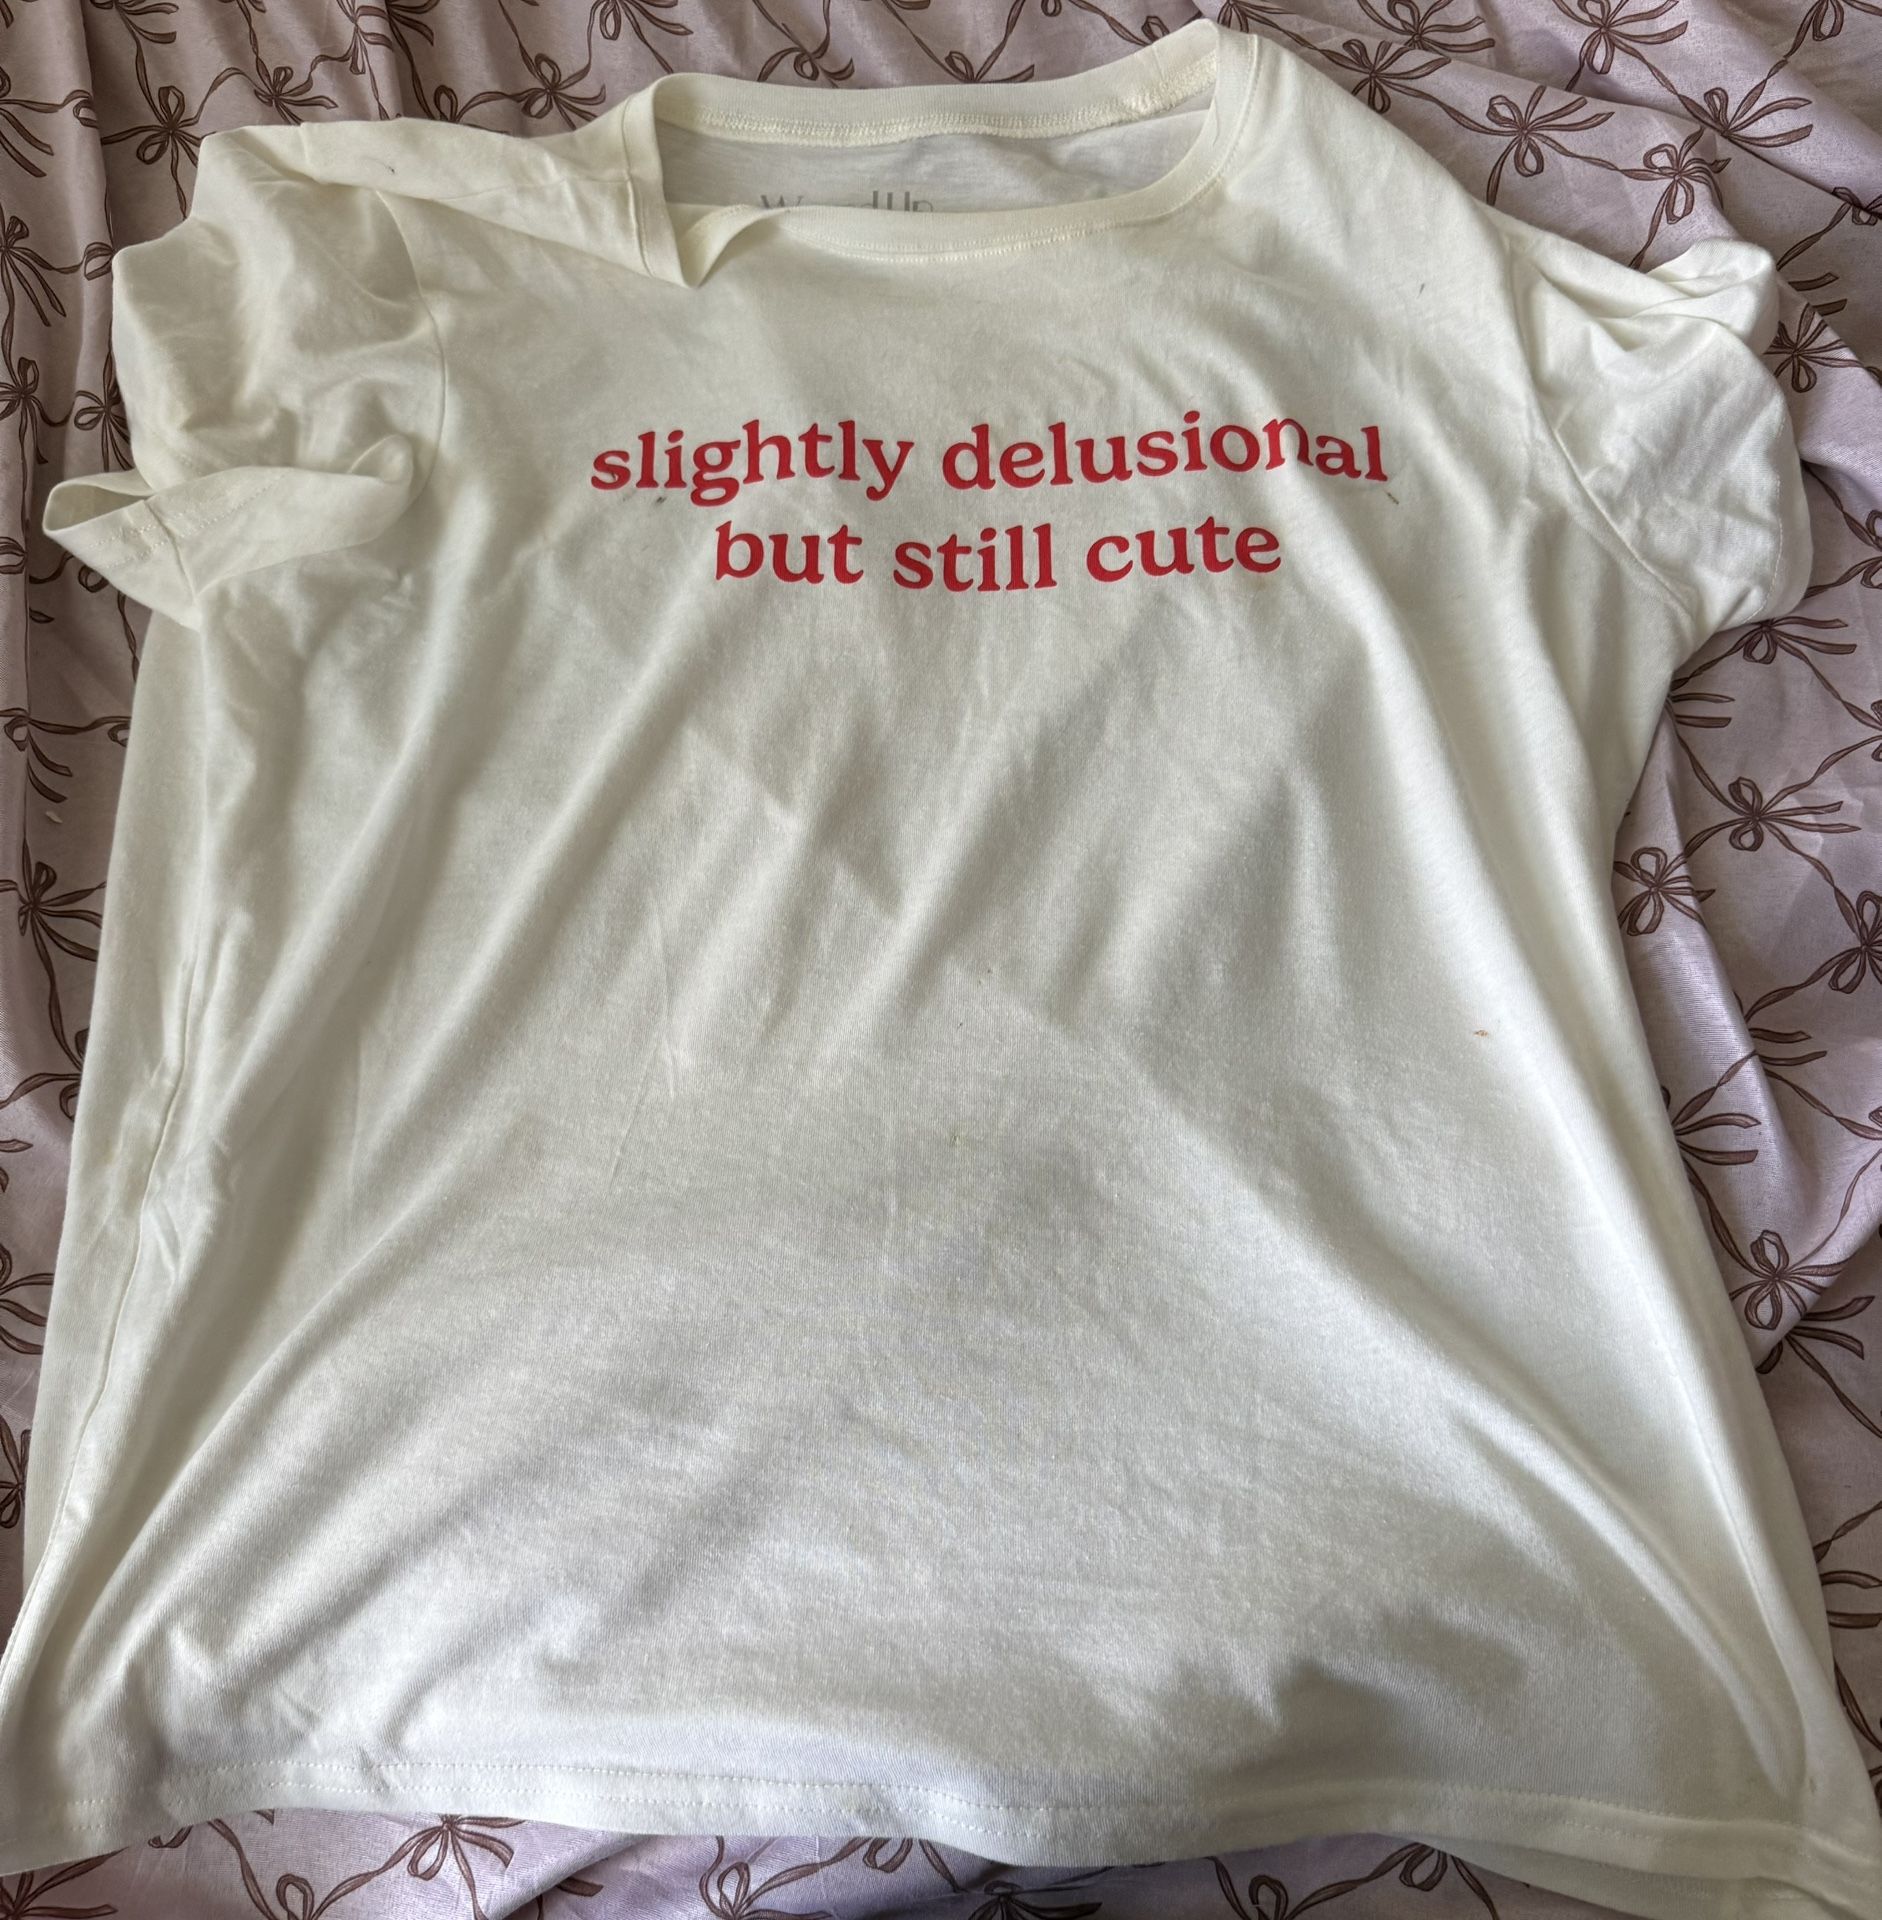 slightly delusional
but still cute